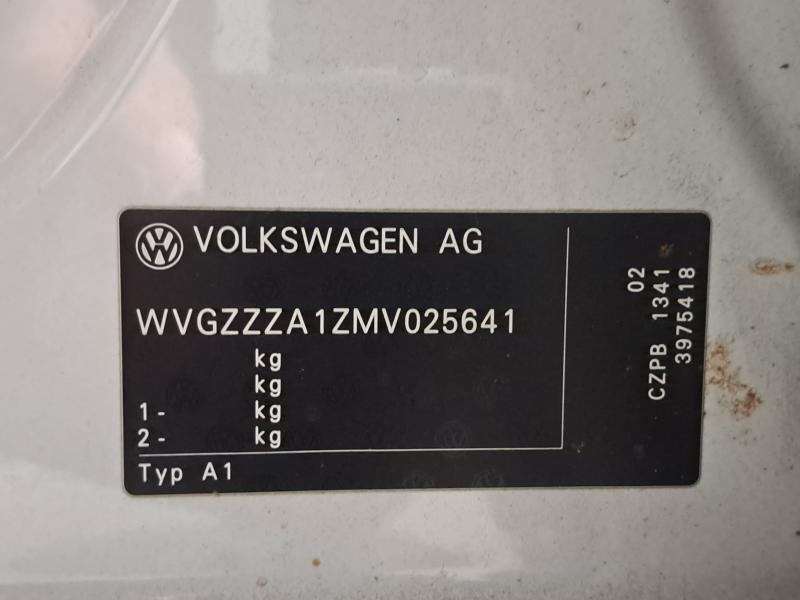 VOLKSWAGEN AG
WVGZZZA1ZMV025641
kg
kg
1- kg
2- kg
Typ A1
02
CZPB 1341
3975418